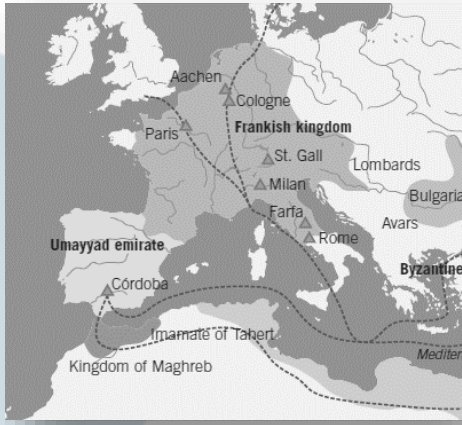 Aachen
Cologne
Paris
Frankish kingdom
St. Gall
Lombards
Milan
Bulgaria
Farfa
Avars
Rome
Umayyad emirate
Byzantine
Córdoba
Imamate of Tahert
Mediter
Kingdom of Maghreb